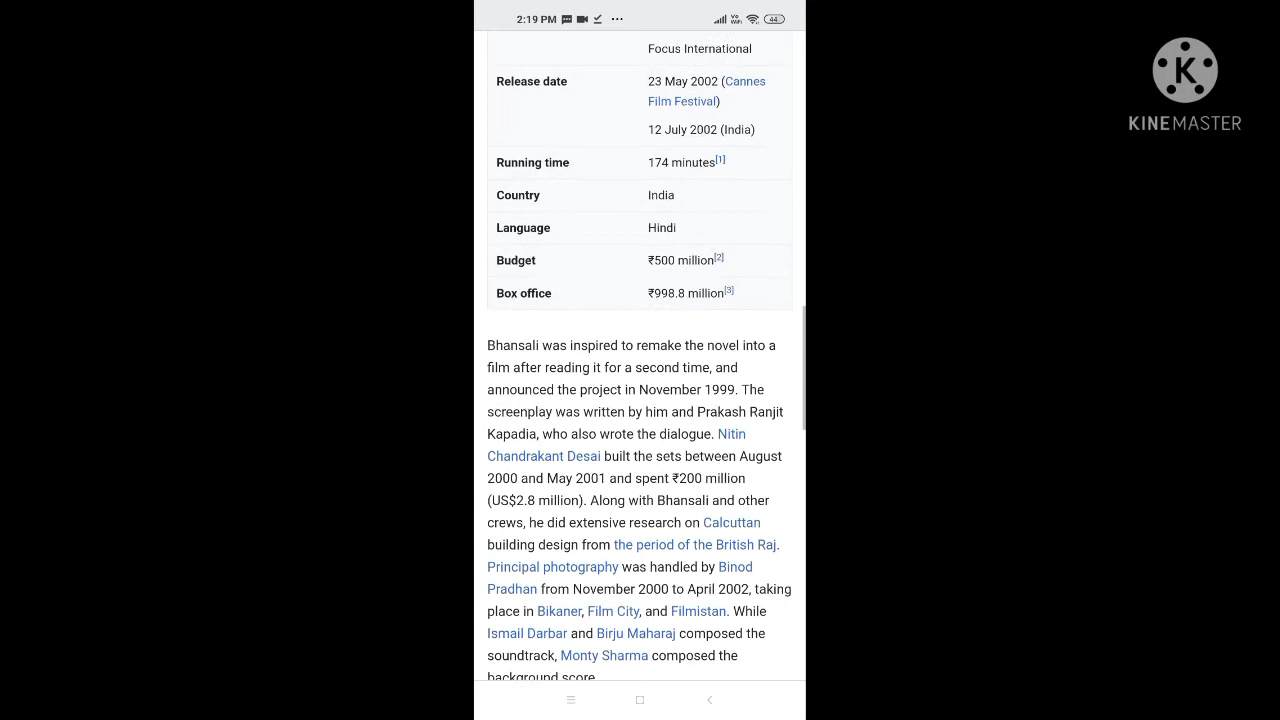 2:19 PM
Vo
WiFi
44
K
KINEMASTER
Focus International
Release date
23 May 2002 (Cannes
Film Festival)
12 July 2002 (India)
Running time
174 minutes[1]
Country
India
Language
Hindi
Budget
₹500 million[2]
Box office
₹998.8 million[3]
Bhansali was inspired to remake the novel into a
film after reading it for a second time, and
announced the project in November 1999. The
screenplay was written by him and Prakash Ranjit
Kapadia, who also wrote the dialogue. Nitin
Chandrakant Desai built the sets between August
2000 and May 2001 and spent ₹200 million
(US$2.8 million). Along with Bhansali and other
crews, he did extensive research on Calcuttan
building design from the period of the British Raj.
Principal photography was handled by Binod
Pradhan from November 2000 to April 2002, taking
place in Bikaner, Film City, and Filmistan. While
Ismail Darbar and Birju Maharaj composed the
soundtrack, Monty Sharma composed the
background score.